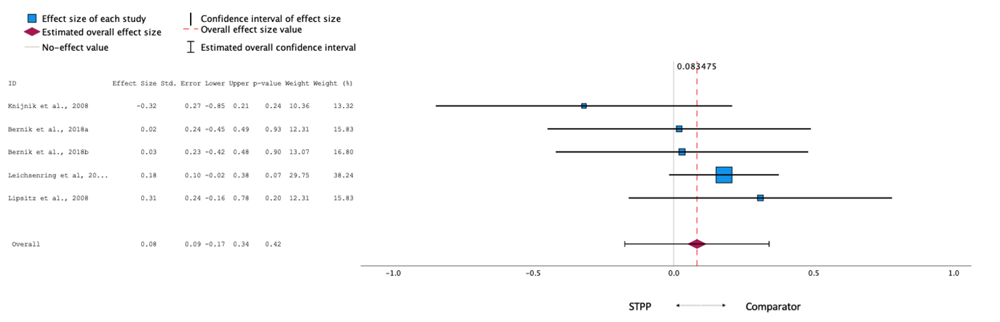 Effect size of each study
Estimated overall effect size
No-effect value
Confidence interval of effect size
Overall effect size value
Estimated overall confidence interval
0.083475
ID Effect Size Std. Error Lower Upper p-value Weight Weight (%)
Knijnik et al., 2008 -0.32 0.27 -0.85 0.21 0.24 10.36 13.32
Bernik et al., 2018a 0.02 0.24 -0.45 0.49 0.93 12.31 15.83
Bernik et al., 2018b 0.03 0.23 -0.42 0.48 0.90 13.07 16.80
Leichsenring et al, 20... 0.18 0.10 -0.02 0.38 0.07 29.75 38.24
Lipsitz et al., 2008 0.31 0.24 -0.16 0.78 0.20 12.31 15.83
Overall 0.08 0.09 -0.17 0.34 0.42
-1.0 -0.5 0.0 0.5 1.0
STPP Comparator